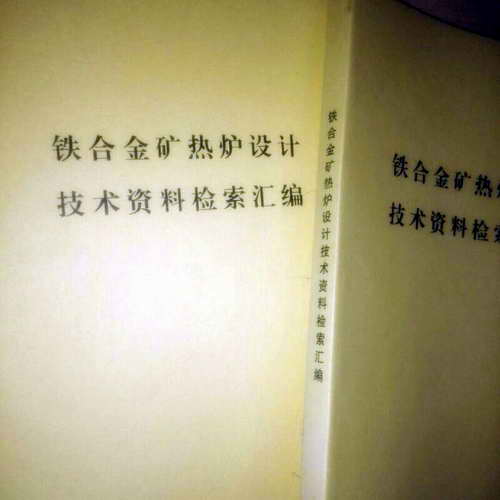 铁合金矿热炉设计
技术资料检索汇编
铁合金矿热炉设计技术资料检索汇编
铁合金矿热
技术资料检索